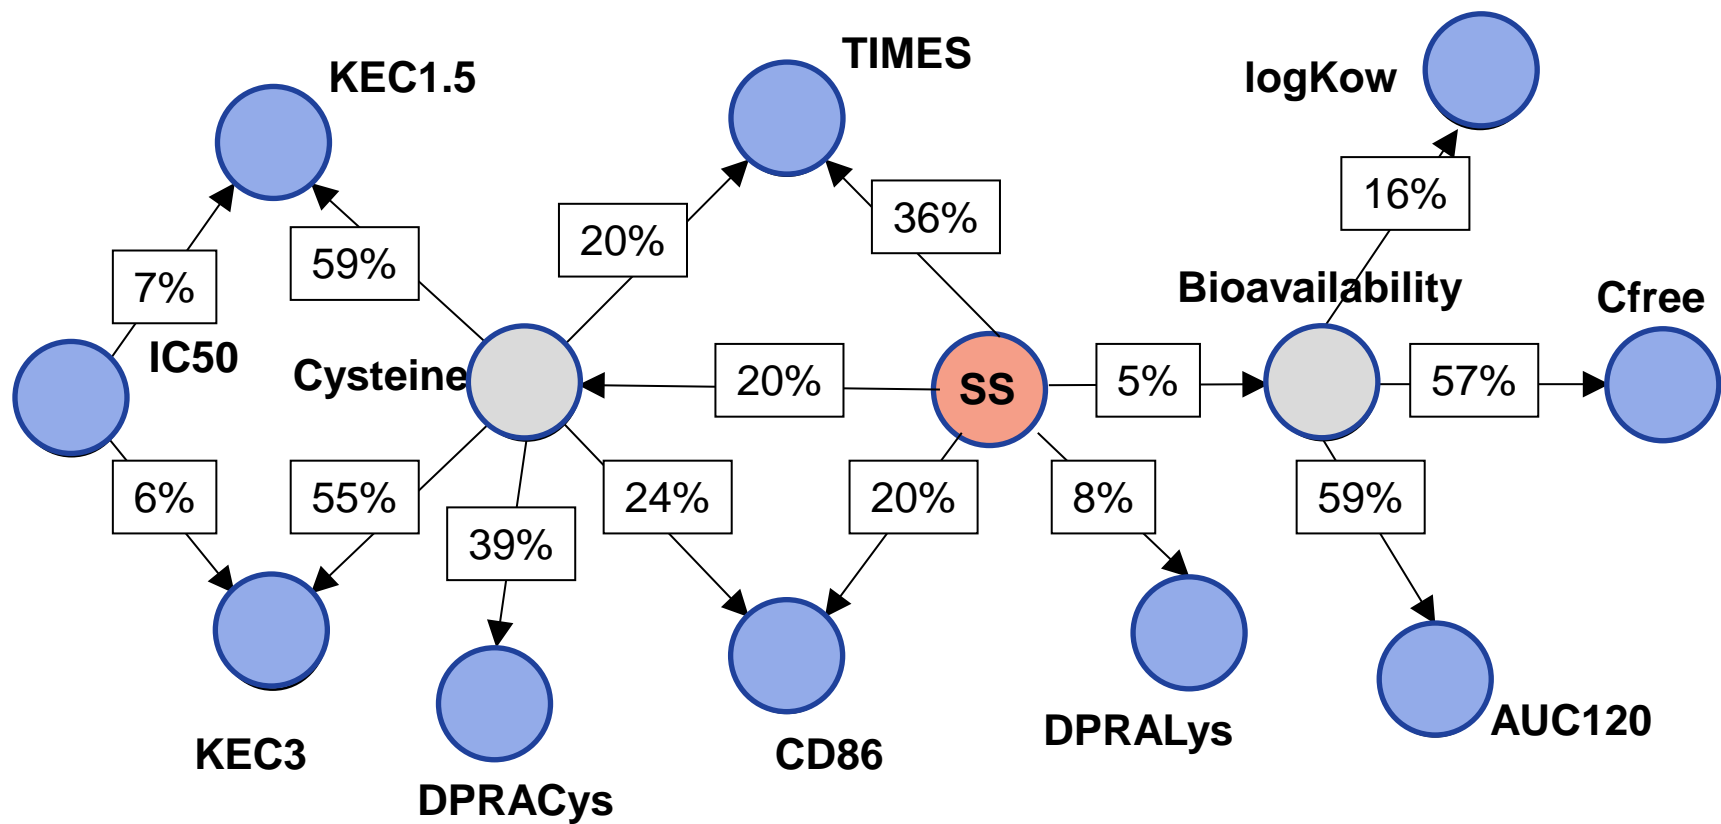 TIMES
KEC1.5
logKow
16%
36%
20%
59%
7%
Bioavailability
Cfree
IC50
Cysteine
20%
SS
5%
57%
6%
55%
24%
20%
8%
59%
39%
AUC120
DPRALys
KEC3
CD86
DPRACys